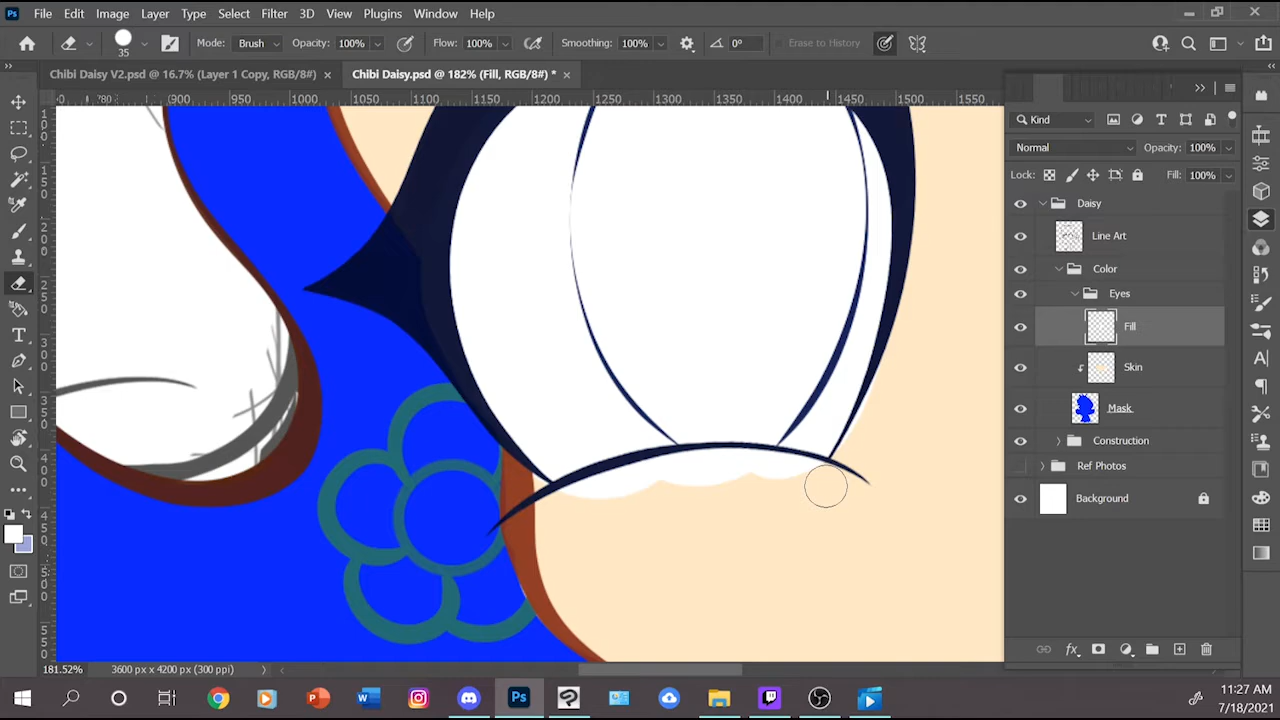 Ps File Edit Image Layer Type Select Filter 3D View Plugins Window Help
35 Mode: Brush Opacity: 100% Flow: 100% Smoothing: 100% 0° Erase to History
Chibi Daisy V2.psd @ 16.7% (Layer 1 Copy, RGB/8#) × Chibi Daisy.psd @ 182% (Fill, RGB/8#) * ×
900 950 1000 1050 1100 1150 1200 1250 1300 1350 1400 1450 1500 1550
Kind
Normal Opacity: 100%
Lock: Fill: 100%
Daisy
Line Art
Color
Eyes
Fill
Skin
Mask
Construction
Ref Photos
Background
181.52% 3600 px x 4200 px (300 ppi)
11:27 AM
7/18/2021